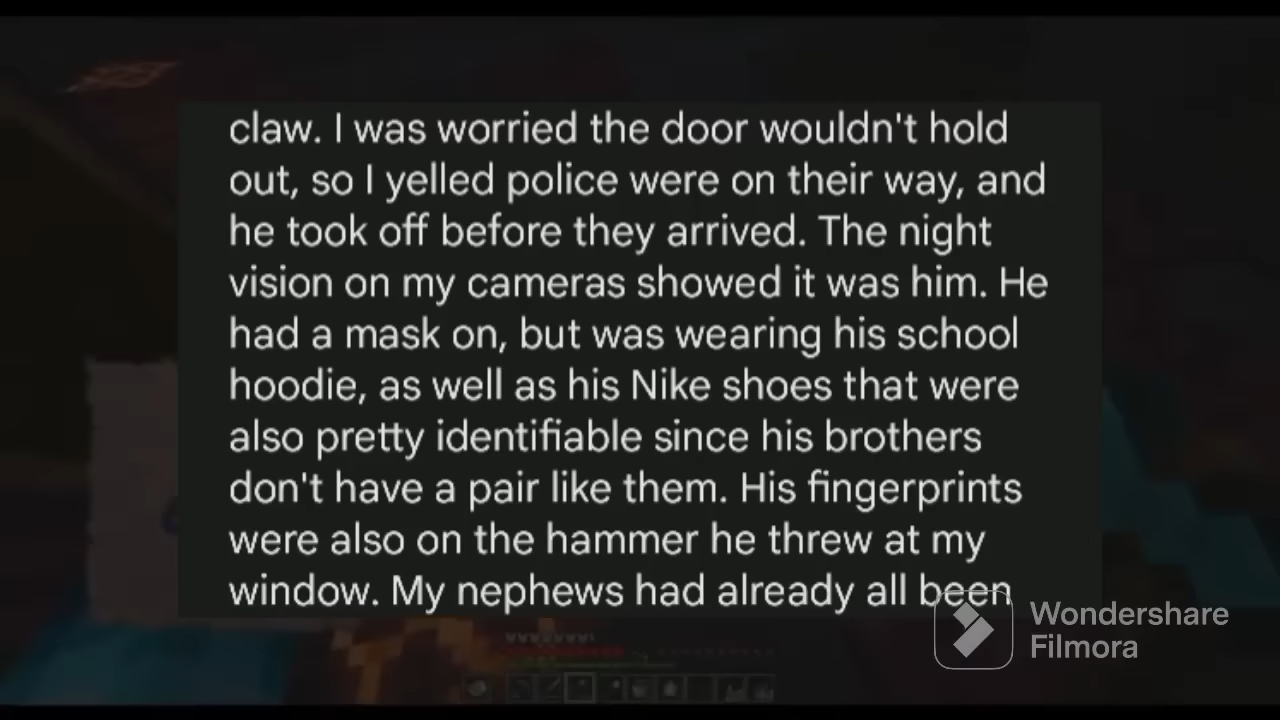 claw. I was worried the door wouldn't hold
out, so I yelled police were on their way, and
he took off before they arrived. The night
vision on my cameras showed it was him. He
had a mask on, but was wearing his school
hoodie, as well as his Nike shoes that were
also pretty identifiable since his brothers
don't have a pair like them. His fingerprints
were also on the hammer he threw at my
window. My nephews had already all been
Wondershare
Filmora